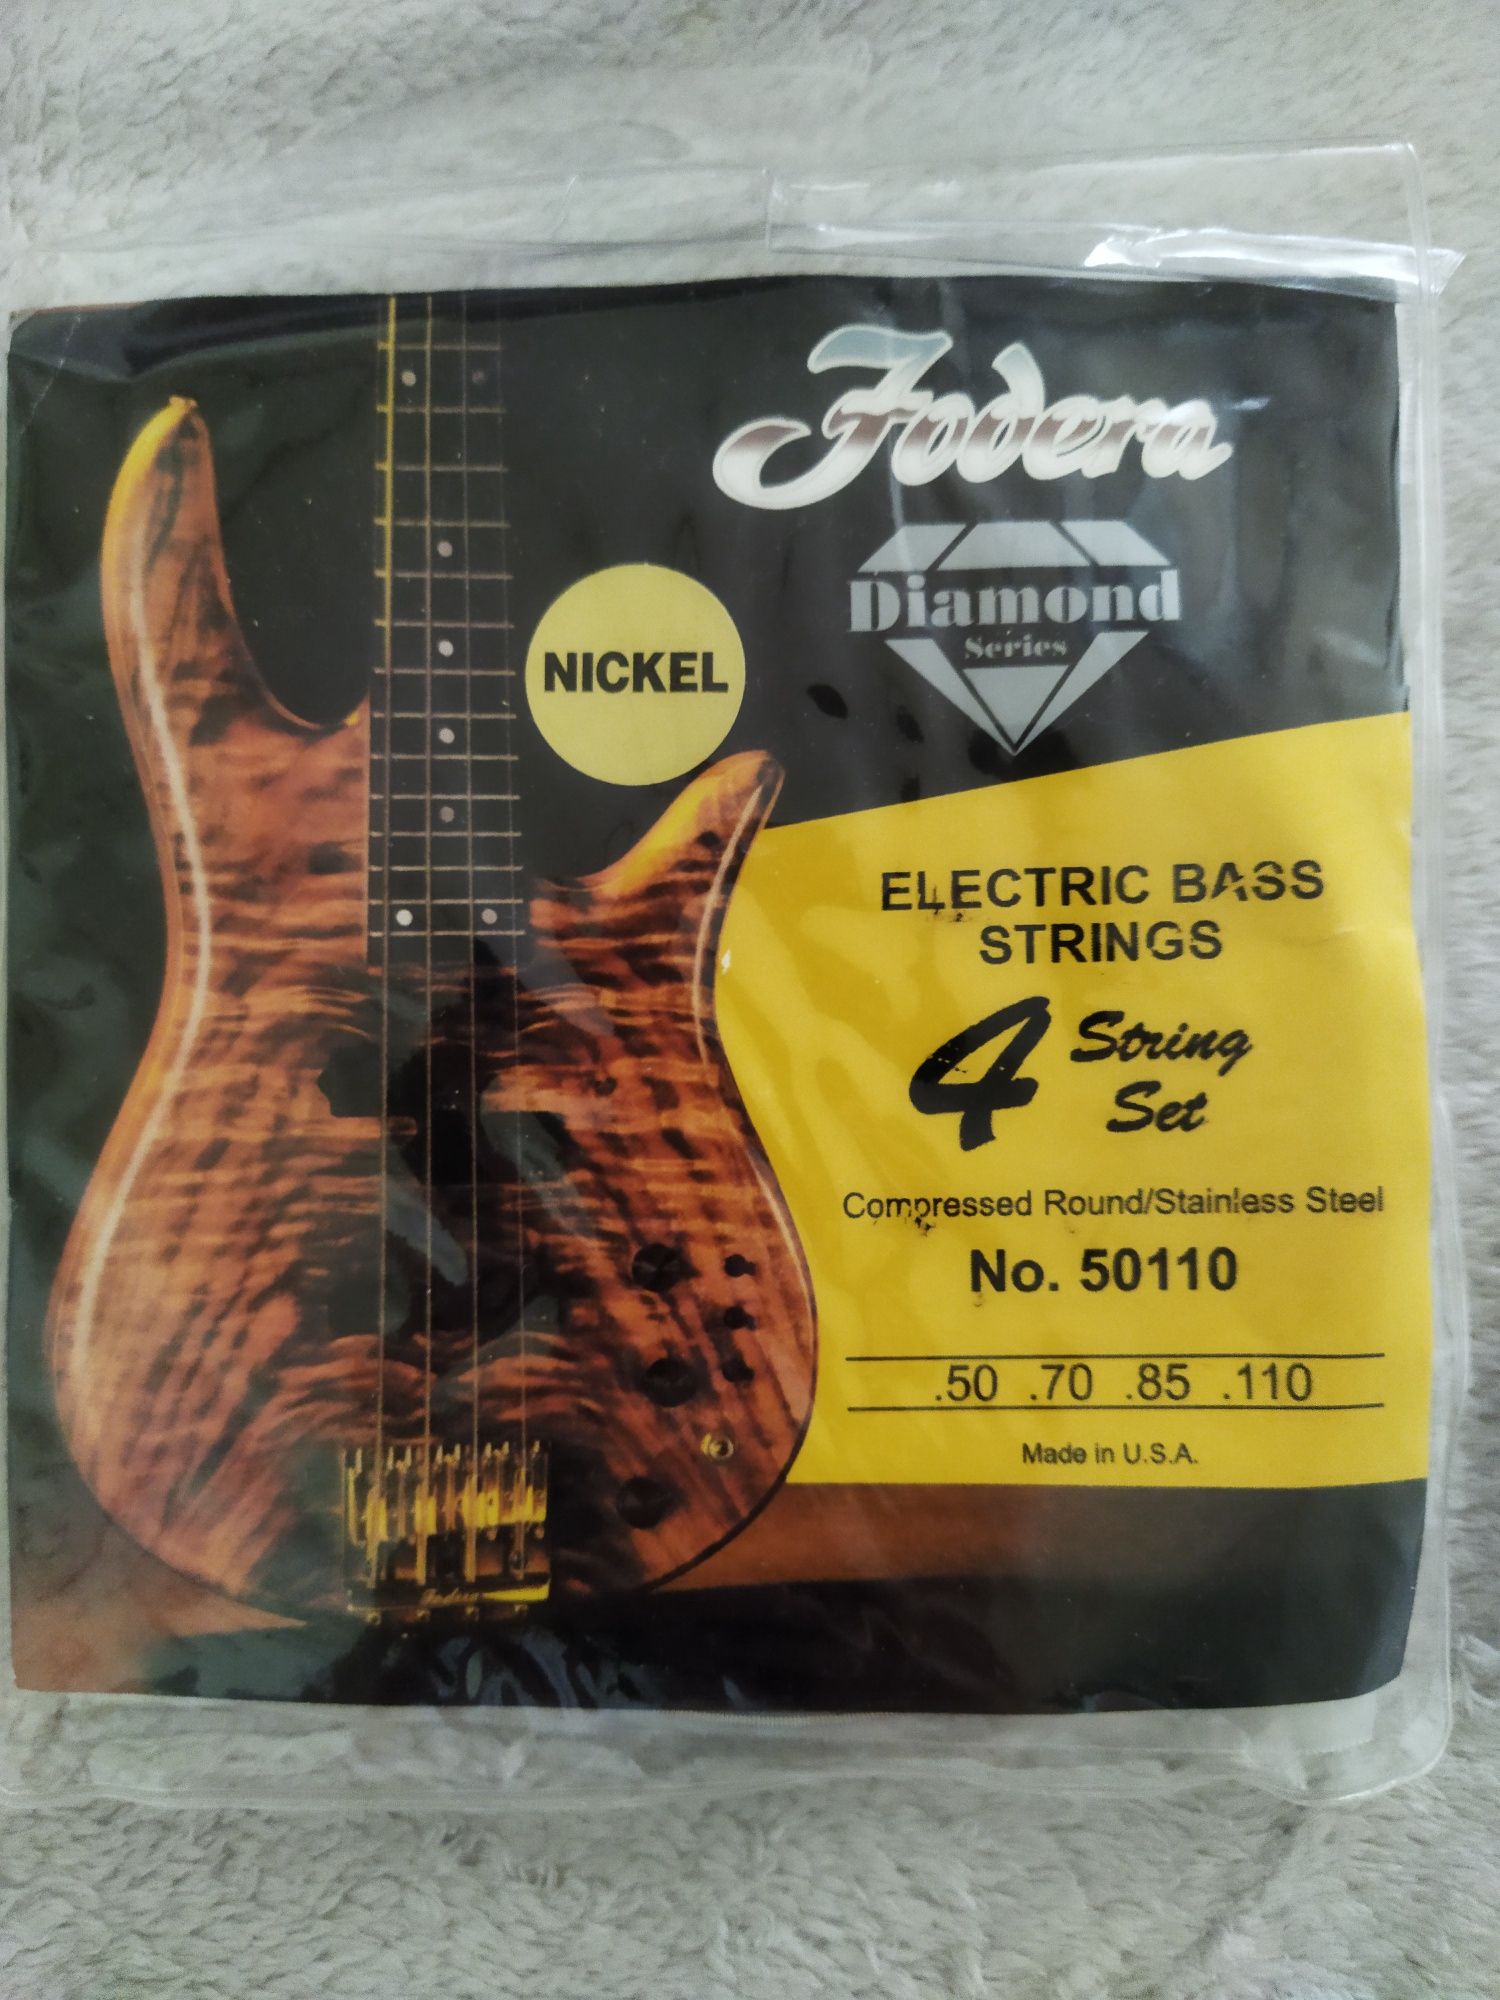 Fodera
Diamond
Series
NICKEL
ELECTRIC BASS
STRINGS
4 String
Set
Compressed Round/Stainless Steel
No. 50110
.50 .70 .85 .110
Made in U.S.A.
Fodera